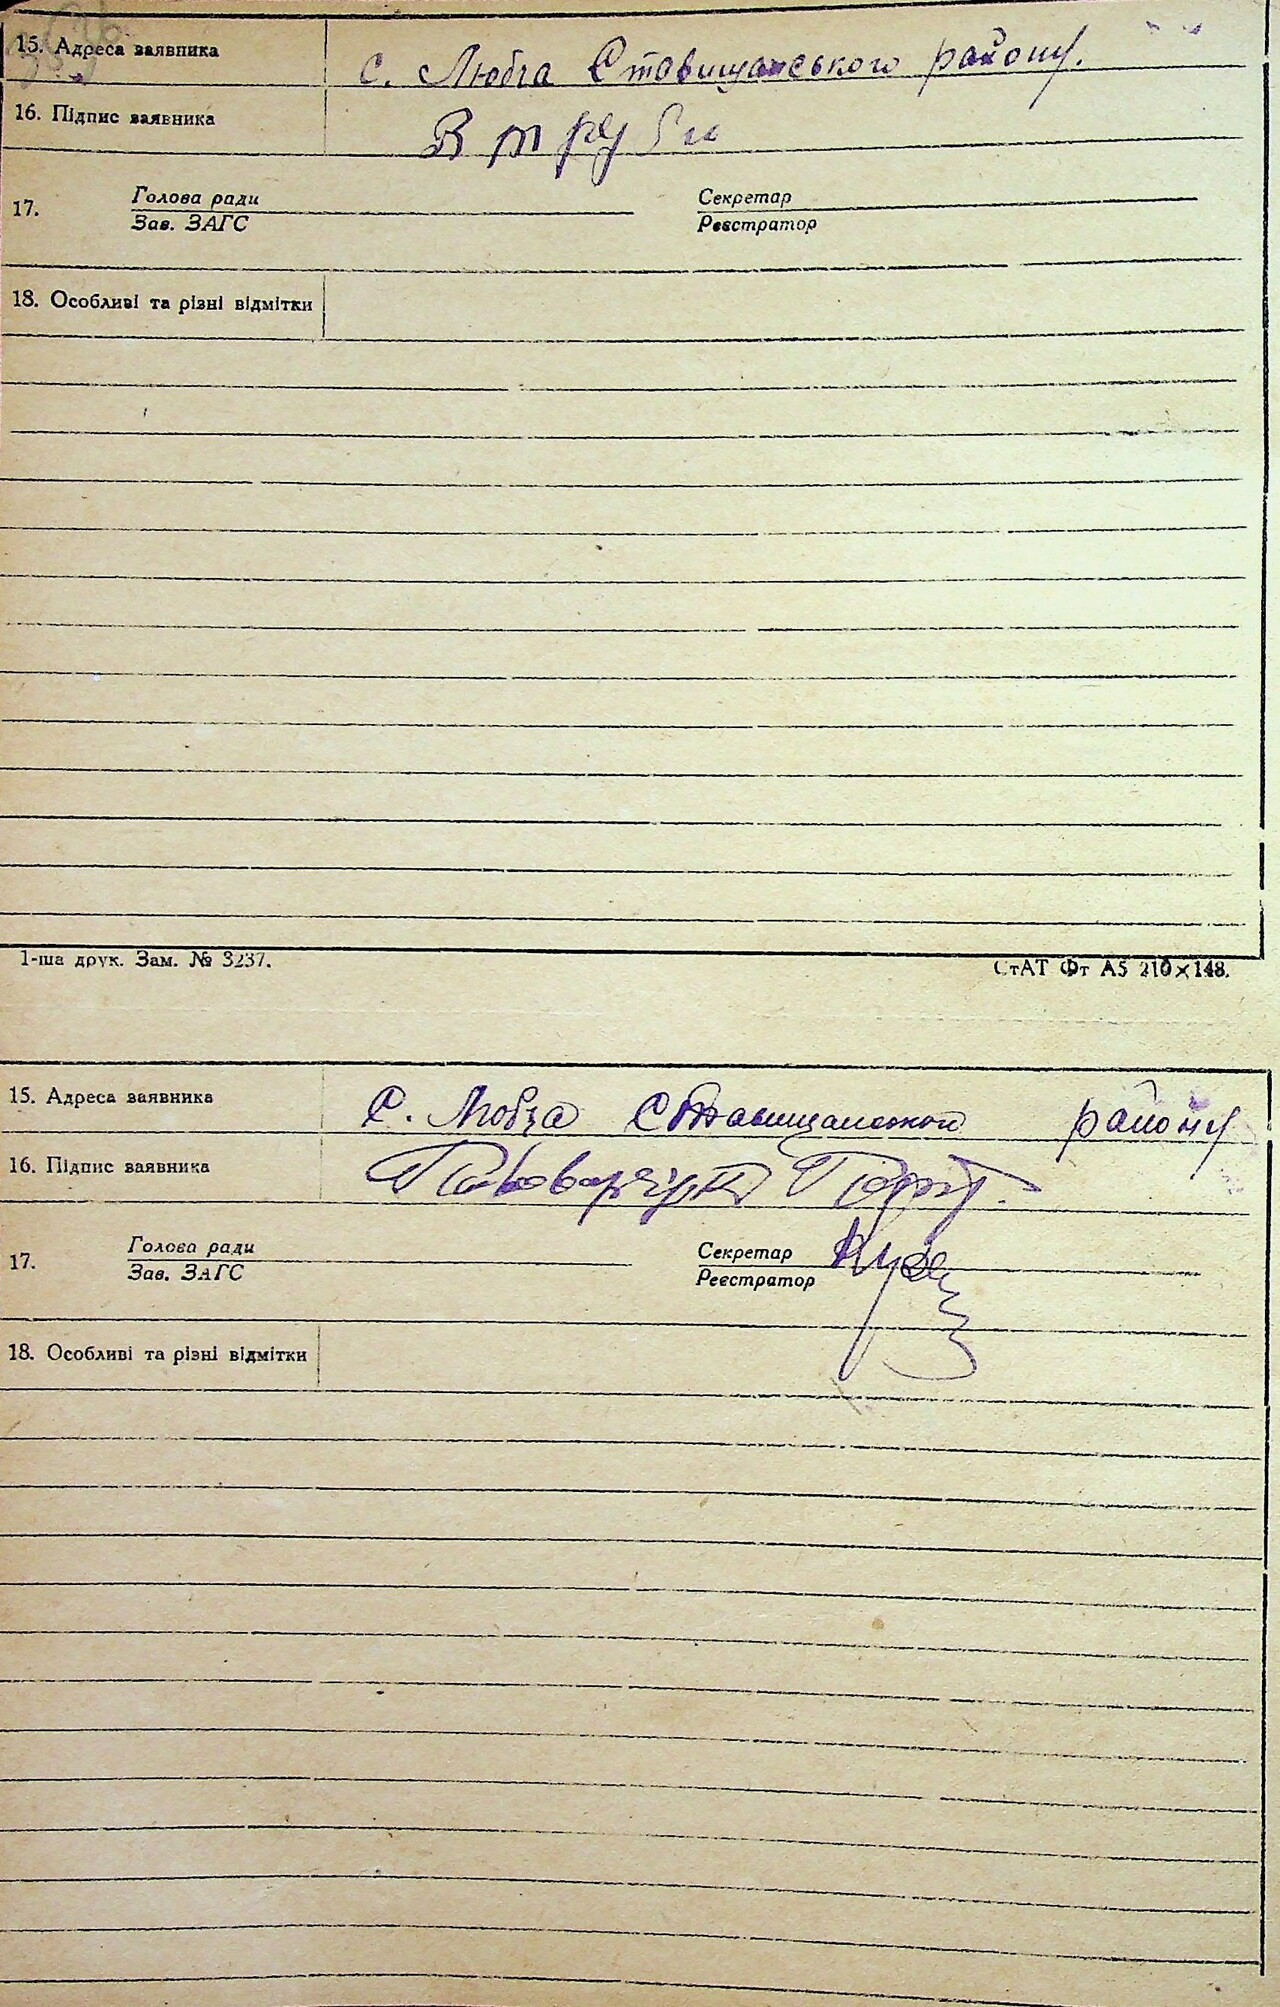 15. Адреса заявника с. Любча Ставищанського району.
16. Підпис заявника
17. Голова ради Секретар
Зав. ЗАГС Реєстратор
18. Особливі та різні відмітки
1-ша друк. Зам. № 3237. СтАТ Фт А5 210×148.
15. Адреса заявника С. Любча Ставищанського району
16. Підпис заявника
17. Голова ради Секретар
Зав. ЗАГС Реєстратор
18. Особливі та різні відмітки